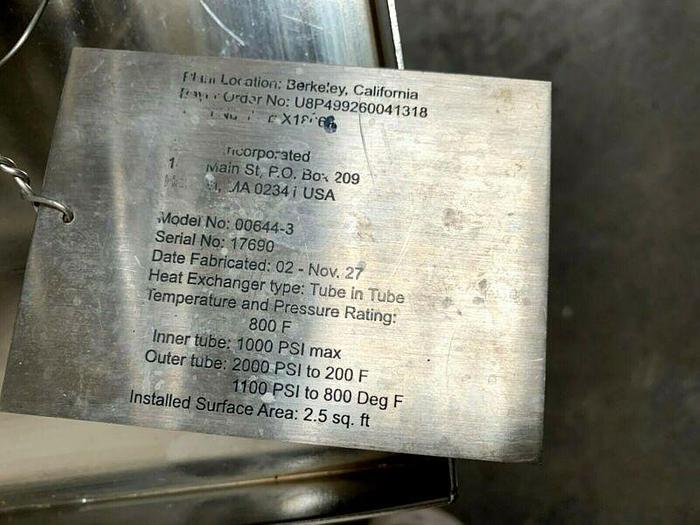 Location: Berkeley, California
Order No: U8P499260041318
Main St, P.O. Box 209
MA 02341 USA
Model No: 00644-3
Serial No: 17690
Date Fabricated: 02 - Nov. 27
Heat Exchanger type: Tube in Tube
Temperature and Pressure Rating:
800 F
Inner tube: 1000 PSI max
Outer tube: 2000 PSI to 200 F
1100 PSI to 800 Deg F
Installed Surface Area: 2.5 sq. ft